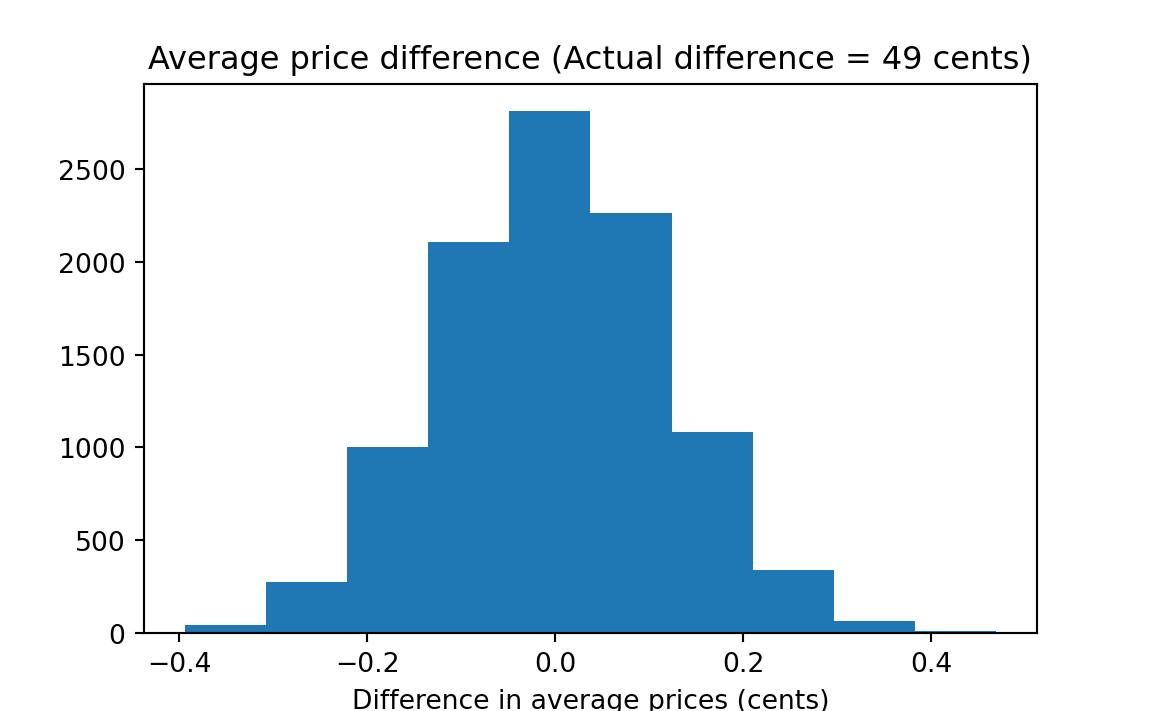 Average price difference (Actual difference = 49 cents)
2500
2000
1500
1000
500
0
−0.4 −0.2 0.0 0.2 0.4
Difference in average prices (cents)